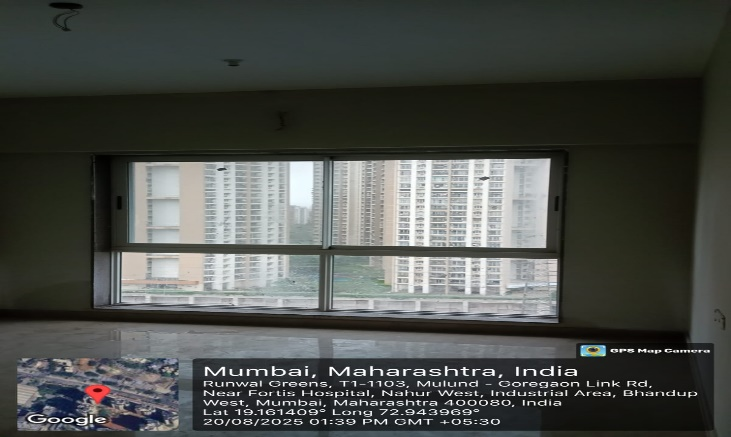 GPS Map Camera
Mumbai, Maharashtra, India
Runwal Greens, T1-1103, Mulund - Goregaon Link Rd,
Near Fortis Hospital, Nahur West, Industrial Area, Bhandup
West, Mumbai, Maharashtra 400080, India
Lat 19.161409° Long 72.943969°
20/08/2025 01:39 PM GMT +05:30
Google